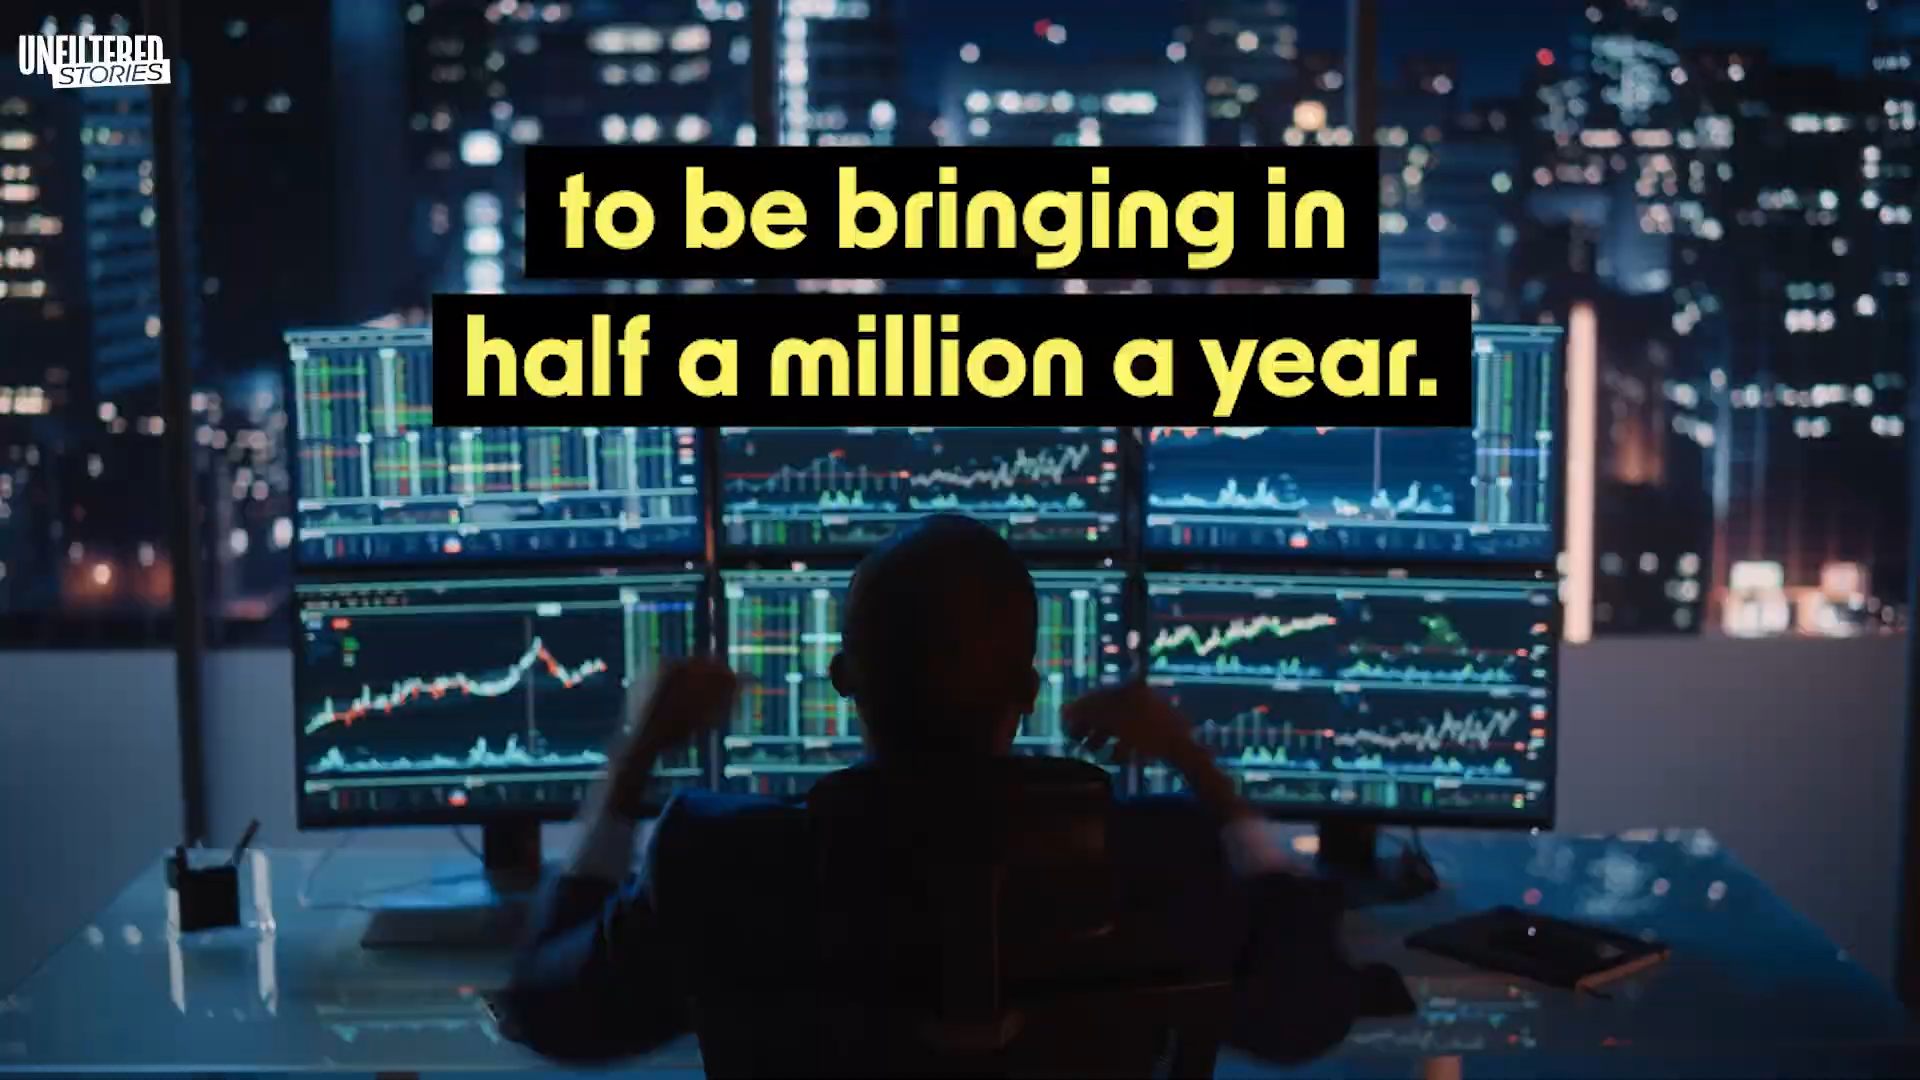 UNFILTERED
STORIES
to be bringing in
half a million a year.